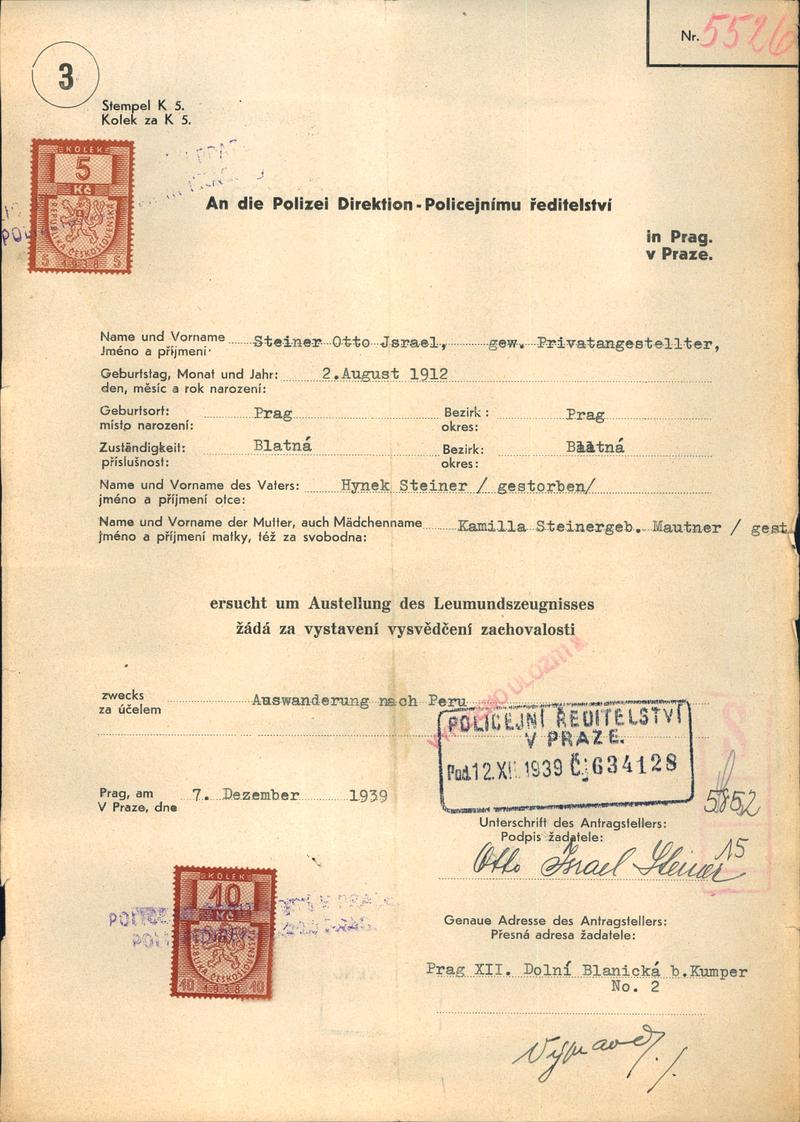 Nr. 5526
3
Stempel K 5.
Kolek za K 5.
KOLEK
5
Kč
REPUBLIKA ČESKOSLOVENSKÁ
5 1938 5
An die Polizei Direktion - Policejnímu ředitelství
in Prag.
v Praze.
Name und Vorname Steiner Otto Jsrael, gew. Privatangestellter,
Jméno a příjmení
Geburtstag, Monat und Jahr: 2.August 1912
den, měsíc a rok narození:
Geburtsort: Prag Bezirk: Prag
místo narození: okres:
Zuständigkeit: Blatná Bezirk: Blatná
příslušnost: okres:
Name und Vorname des Vaters: Hynek Steiner / gestorben/
jméno a příjmení otce:
Name und Vorname der Mutter, auch Mädchenname Kamilla Steinergeb. Mautner / gest
jméno a příjmení matky, též za svobodna:
ersucht um Austellung des Leumundszeugnisses
žádá za vystavení vysvědčení zachovalosti
zwecks Auswanderung nach Peru
za účelem
POLICEJNÍ ŘEDITELSTVÍ
V PRAZE.
Pod 12.XII.1939 Č.j 634128
5852
15
Prag, am 7. Dezember 1939
V Praze, dne
Unterschrift des Antragstellers:
Podpis žadatele:
Otto Israel Steiner
KOLEK
10
Kč
REPUBLIKA ČESKOSLOVENSKÁ
10 1938 10
Genaue Adresse des Antragstellers:
Přesná adresa žadatele:
Prag XII. Dolní Blanická b.Kumper
No. 2